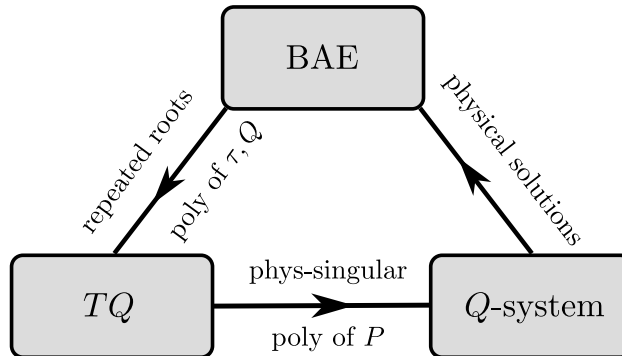 BAE
repeated roots
poly of τ, Q
physical solutions
TQ
phys-singular
poly of P
Q-system